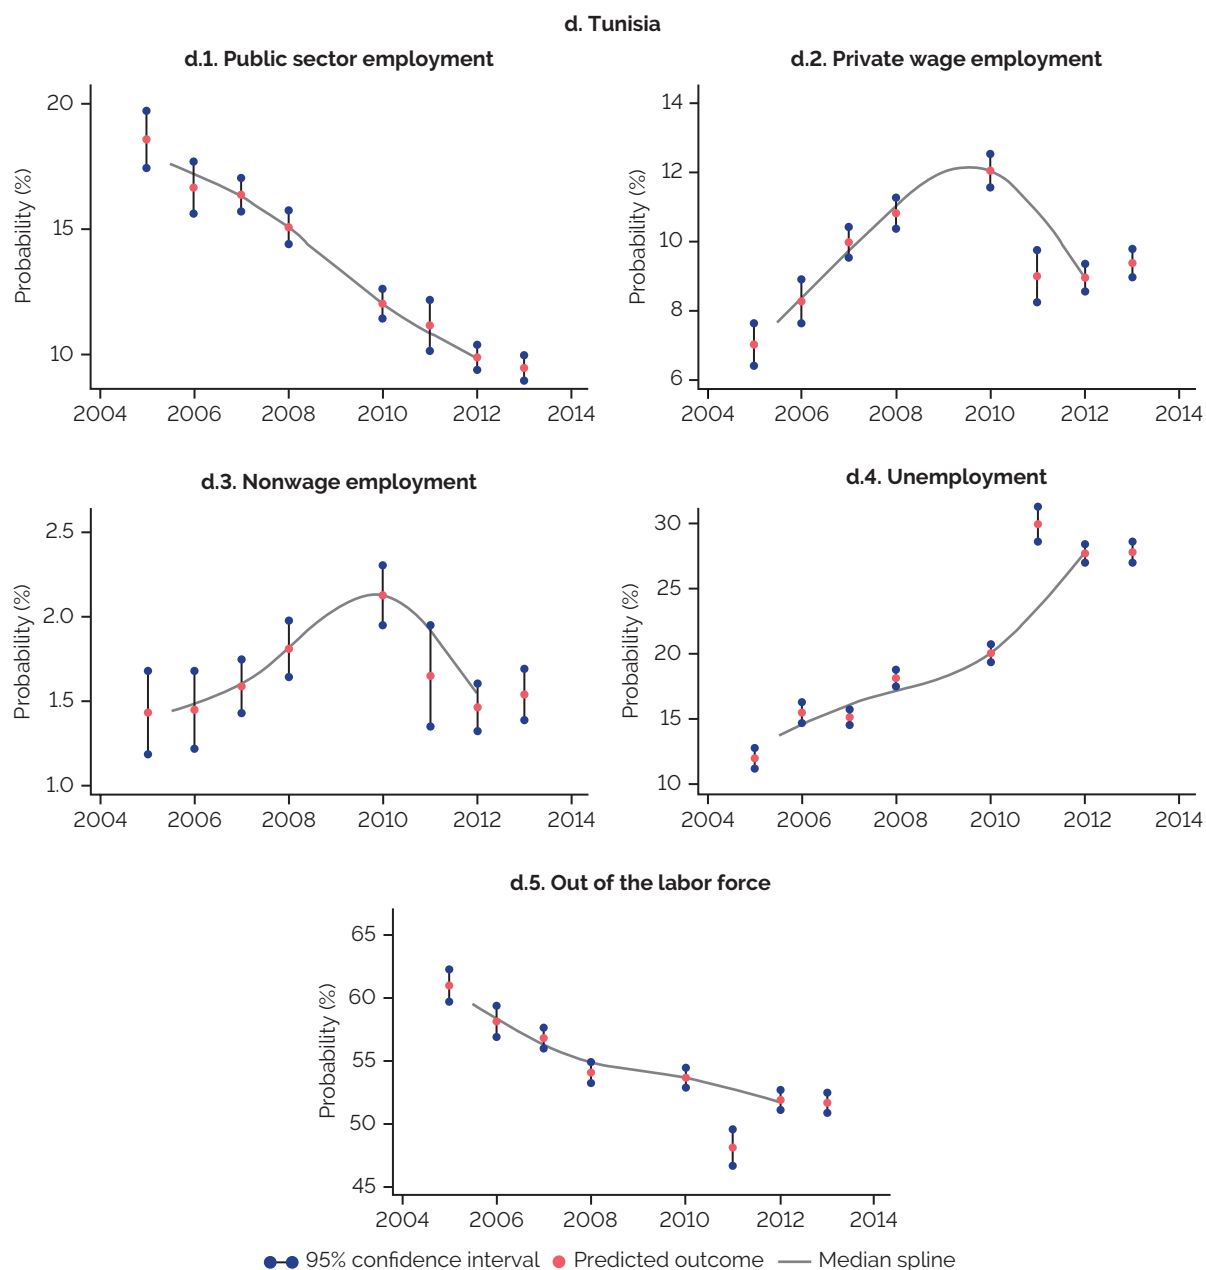 d. Tunisia
d.1. Public sector employment
Probability (%)
20
15
10
2004 2006 2008 2010 2012 2014
d.2. Private wage employment
Probability (%)
14
12
10
8
6
2004 2006 2008 2010 2012 2014
d.3. Nonwage employment
Probability (%)
2.5
2.0
1.5
1.0
2004 2006 2008 2010 2012 2014
d.4. Unemployment
Probability (%)
30
25
20
15
10
2004 2006 2008 2010 2012 2014
d.5. Out of the labor force
Probability (%)
65
60
55
50
45
2004 2006 2008 2010 2012 2014
95% confidence interval Predicted outcome Median spline